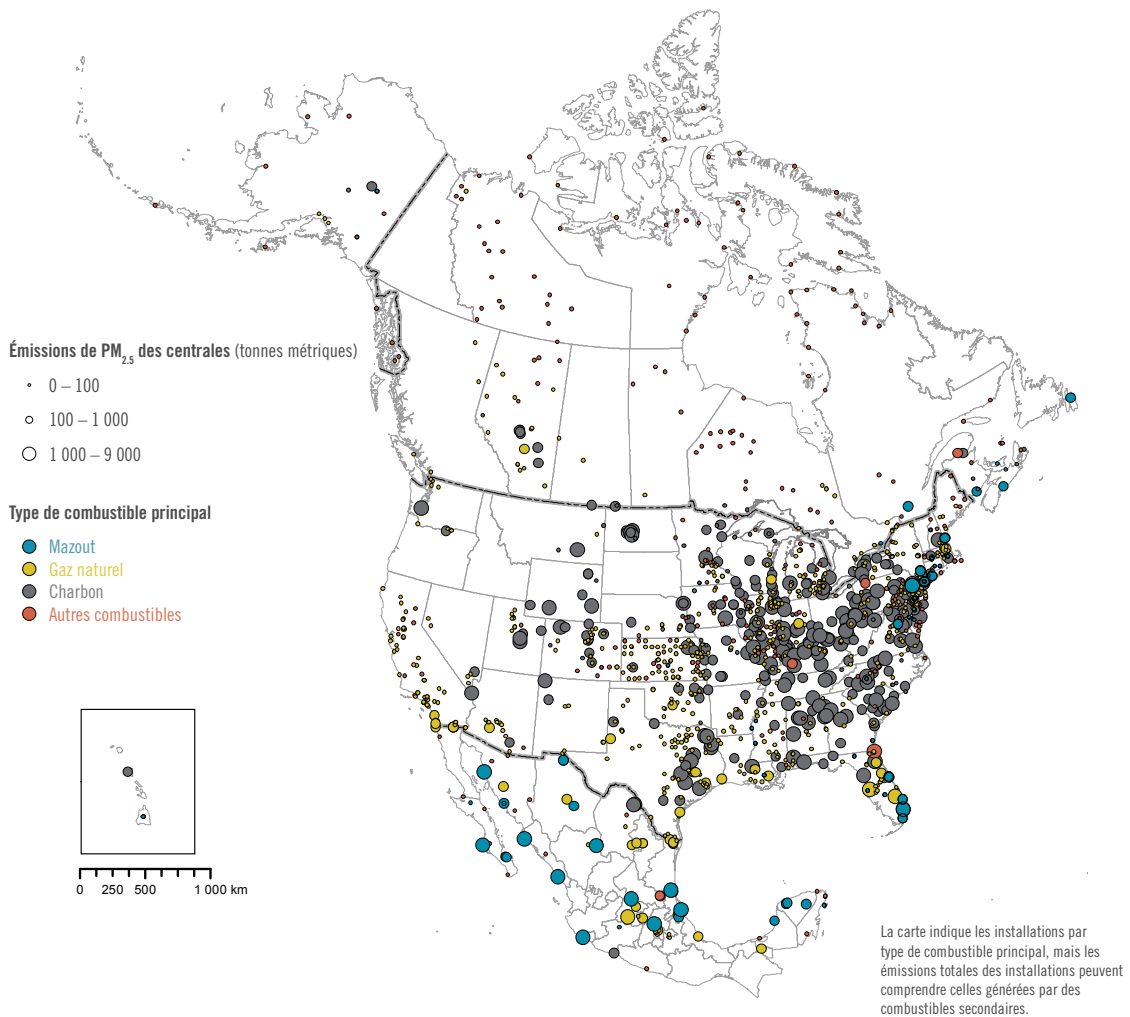 Émissions de PM2.5 des centrales (tonnes métriques)
0 – 100
100 – 1 000
1 000 – 9 000
Type de combustible principal
Mazout
Gaz naturel
Charbon
Autres combustibles
0 250 500 1 000 km
La carte indique les installations par
type de combustible principal, mais les
émissions totales des installations peuvent
comprendre celles générées par des
combustibles secondaires.